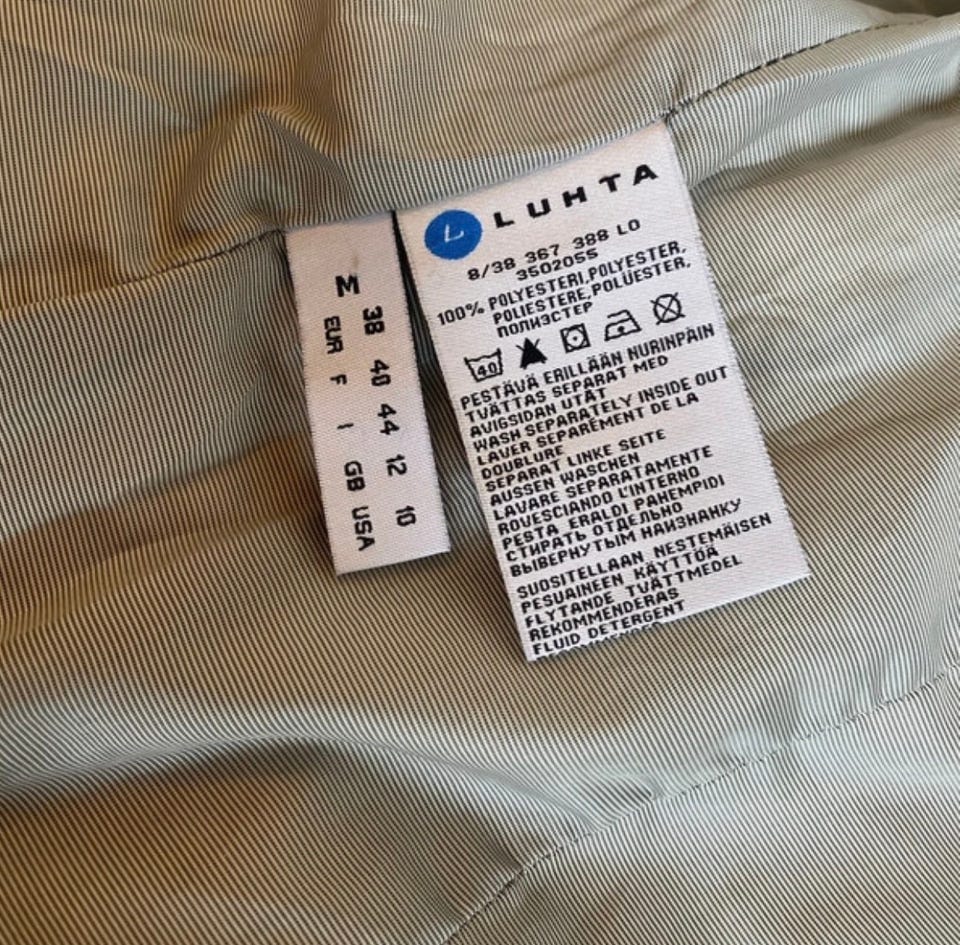 M
38 40 44 12 10
EUR F I GB USA
L LUHTA
8/38 367 388 LO
3502055
100% POLYESTERI,POLYESTER,
POLIESTERE,POLÜESTER,
ПОЛИЭСТЕР
40
PESTÄVÄ ERILLÄÄN NURINPÄIN
TVÄTTAS SEPARAT MED
AVIGSIDAN UTÅT
WASH SEPARATELY INSIDE OUT
LAVER SEPARÉMENT DE LA
DOUBLURE
SEPARAT LINKE SEITE
AUSSEN WASCHEN
LAVARE SEPARATAMENTE
ROVESCIANDO L'INTERNO
PESTA ERALDI PAHEMPIDI
СТИРАТЬ ОТДЕЛЬНО
ВЫВЕРНУТЫМ НАИЗНАНКУ
SUOSITELLAAN NESTEMÄISEN
PESUAINEEN KÄYTTÖÄ
FLYTANDE TVÄTTMEDEL
REKOMMENDERAS
FLUID DETERGENT